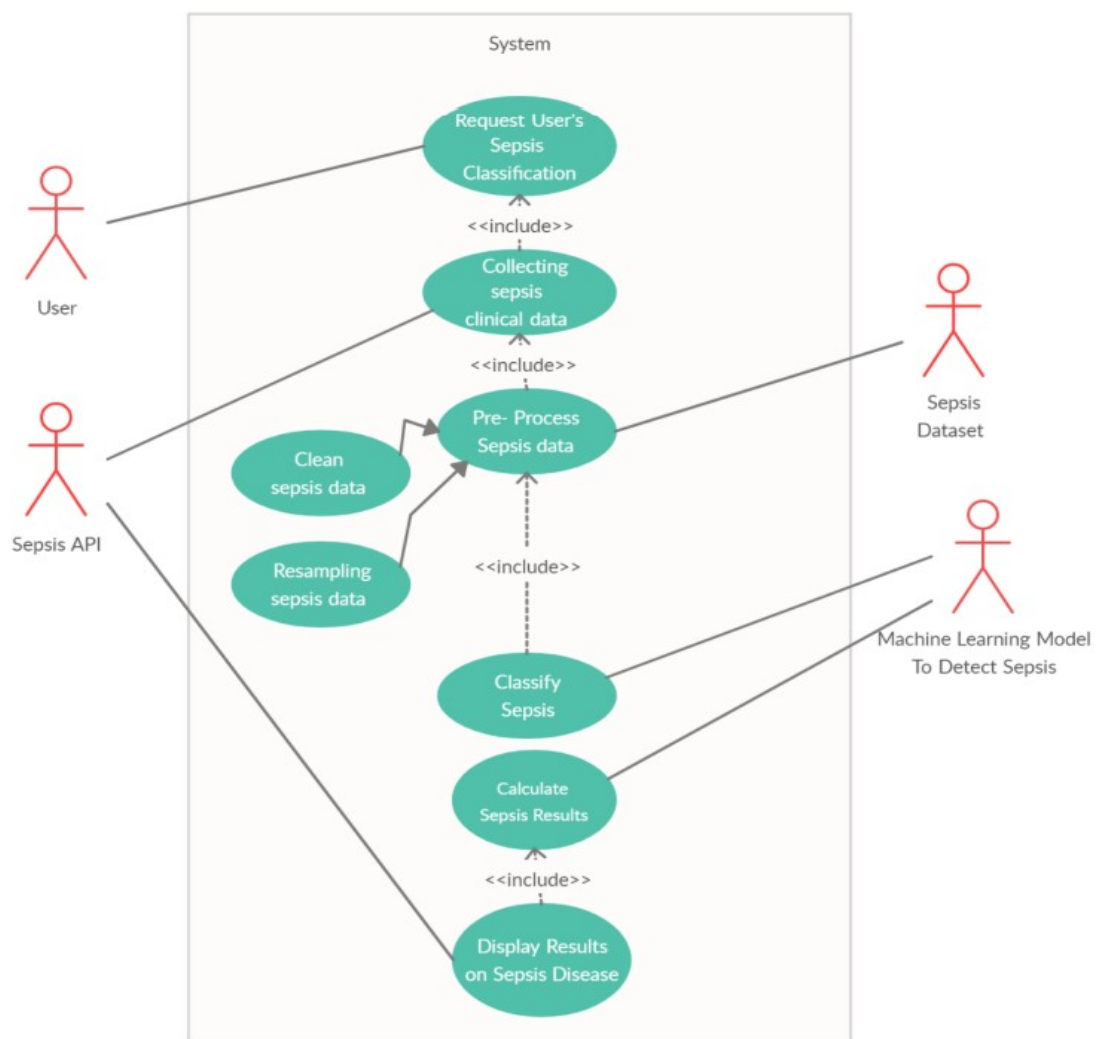 System
Request User's
Sepsis
Classification
<<include>>
User
Collecting
sepsis
clinical data
<<include>>
Sepsis
Dataset
Pre- Process
Sepsis data
Clean
sepsis data
Sepsis API
Resampling
sepsis data
<<include>>
Machine Learning Model
To Detect Sepsis
Classify
Sepsis
Calculate
Sepsis Results
<<include>>
Display Results
on Sepsis Disease